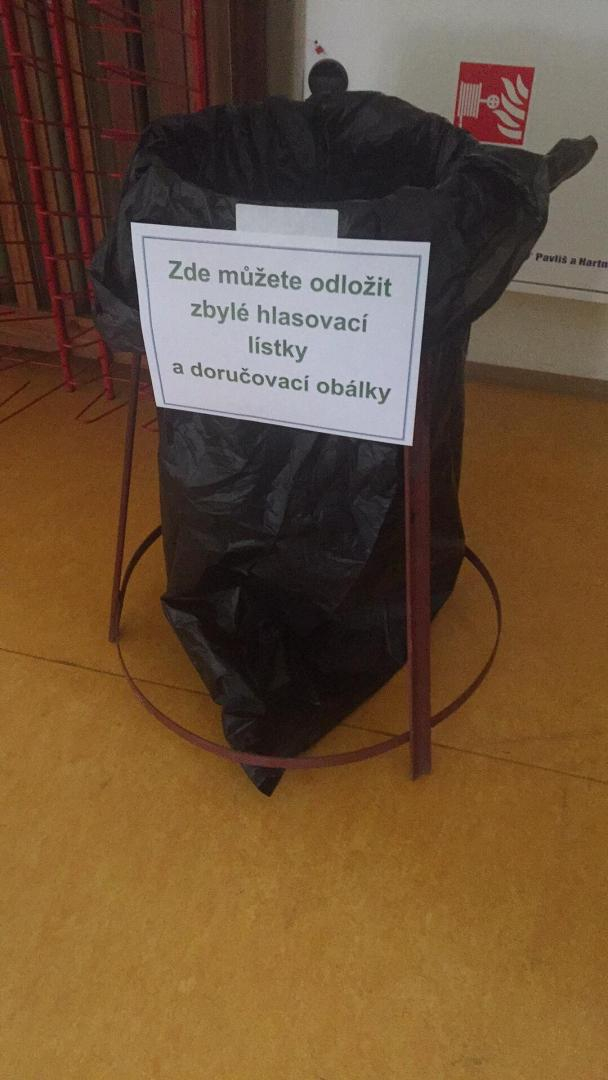 Zde můžete odložit
zbylé hlasovací
lístky
a doručovací obálky
Pavliš a Hartm